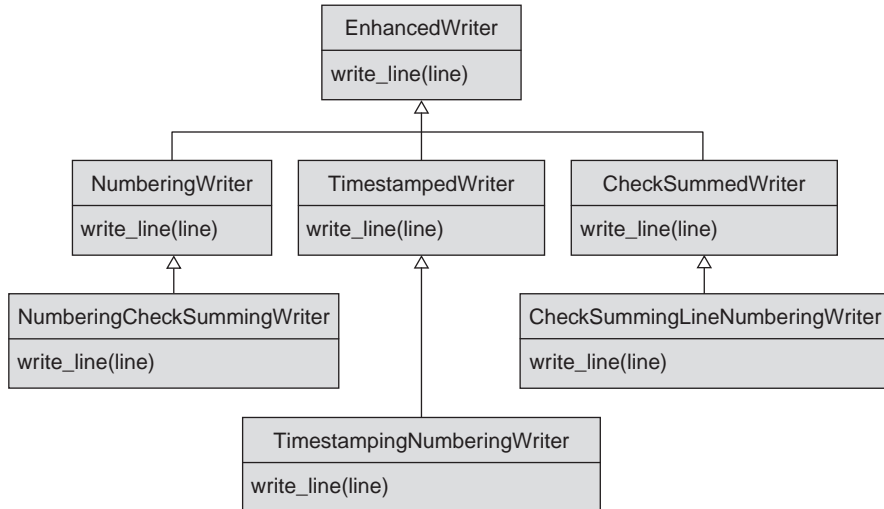 EnhancedWriter
write_line(line)
NumberingWriter
write_line(line)
TimestampedWriter
write_line(line)
CheckSummedWriter
write_line(line)
NumberingCheckSummingWriter
write_line(line)
CheckSummingLineNumberingWriter
write_line(line)
TimestampingNumberingWriter
write_line(line)